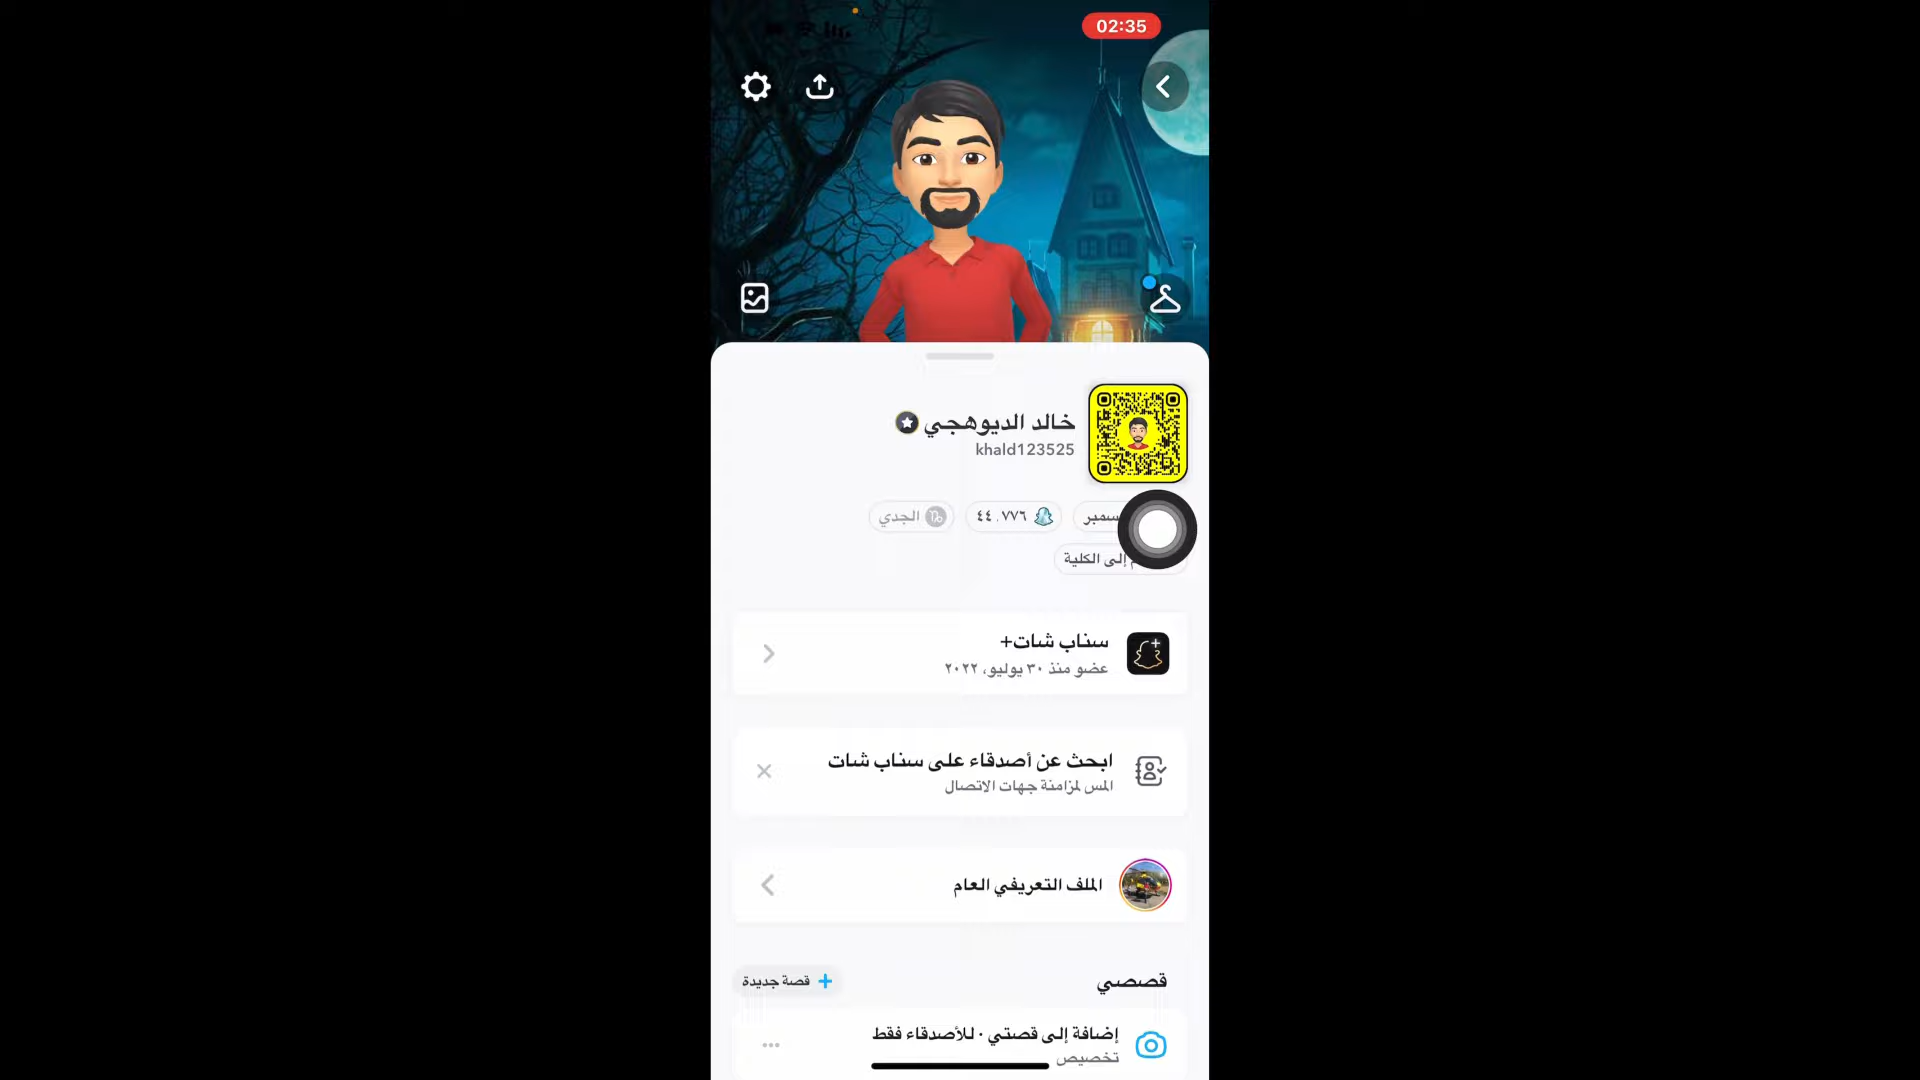 02:35
خالد الديوهجي
khald123525
٤٤.٧٧٦
الجدي
إلى الكلية
سناب شات+
عضو منذ ٣٠ يوليو، ٢٠٢٢
ابحث عن أصدقاء على سناب شات
المس لمزامنة جهات الاتصال
الملف التعريفي العام
قصصي
قصة جديدة
إضافة إلى قصتي · للأصدقاء فقط
تخصيص